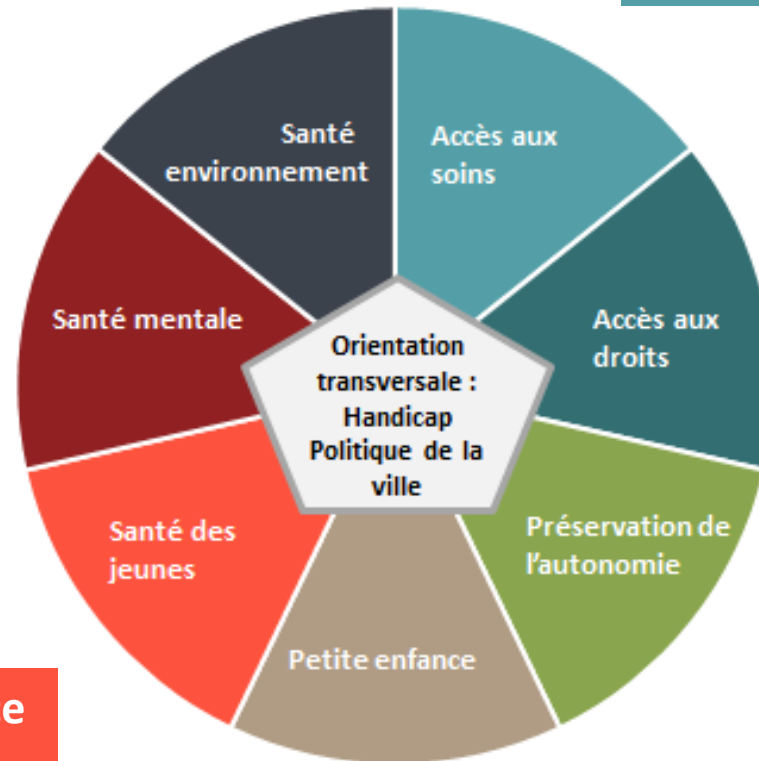 Santé
environnement
Accès aux
soins
Santé mentale
Accès aux
droits
Orientation
transversale :
Handicap
Politique de la
ville
Santé des
jeunes
Préservation de
l'autonomie
Petite enfance